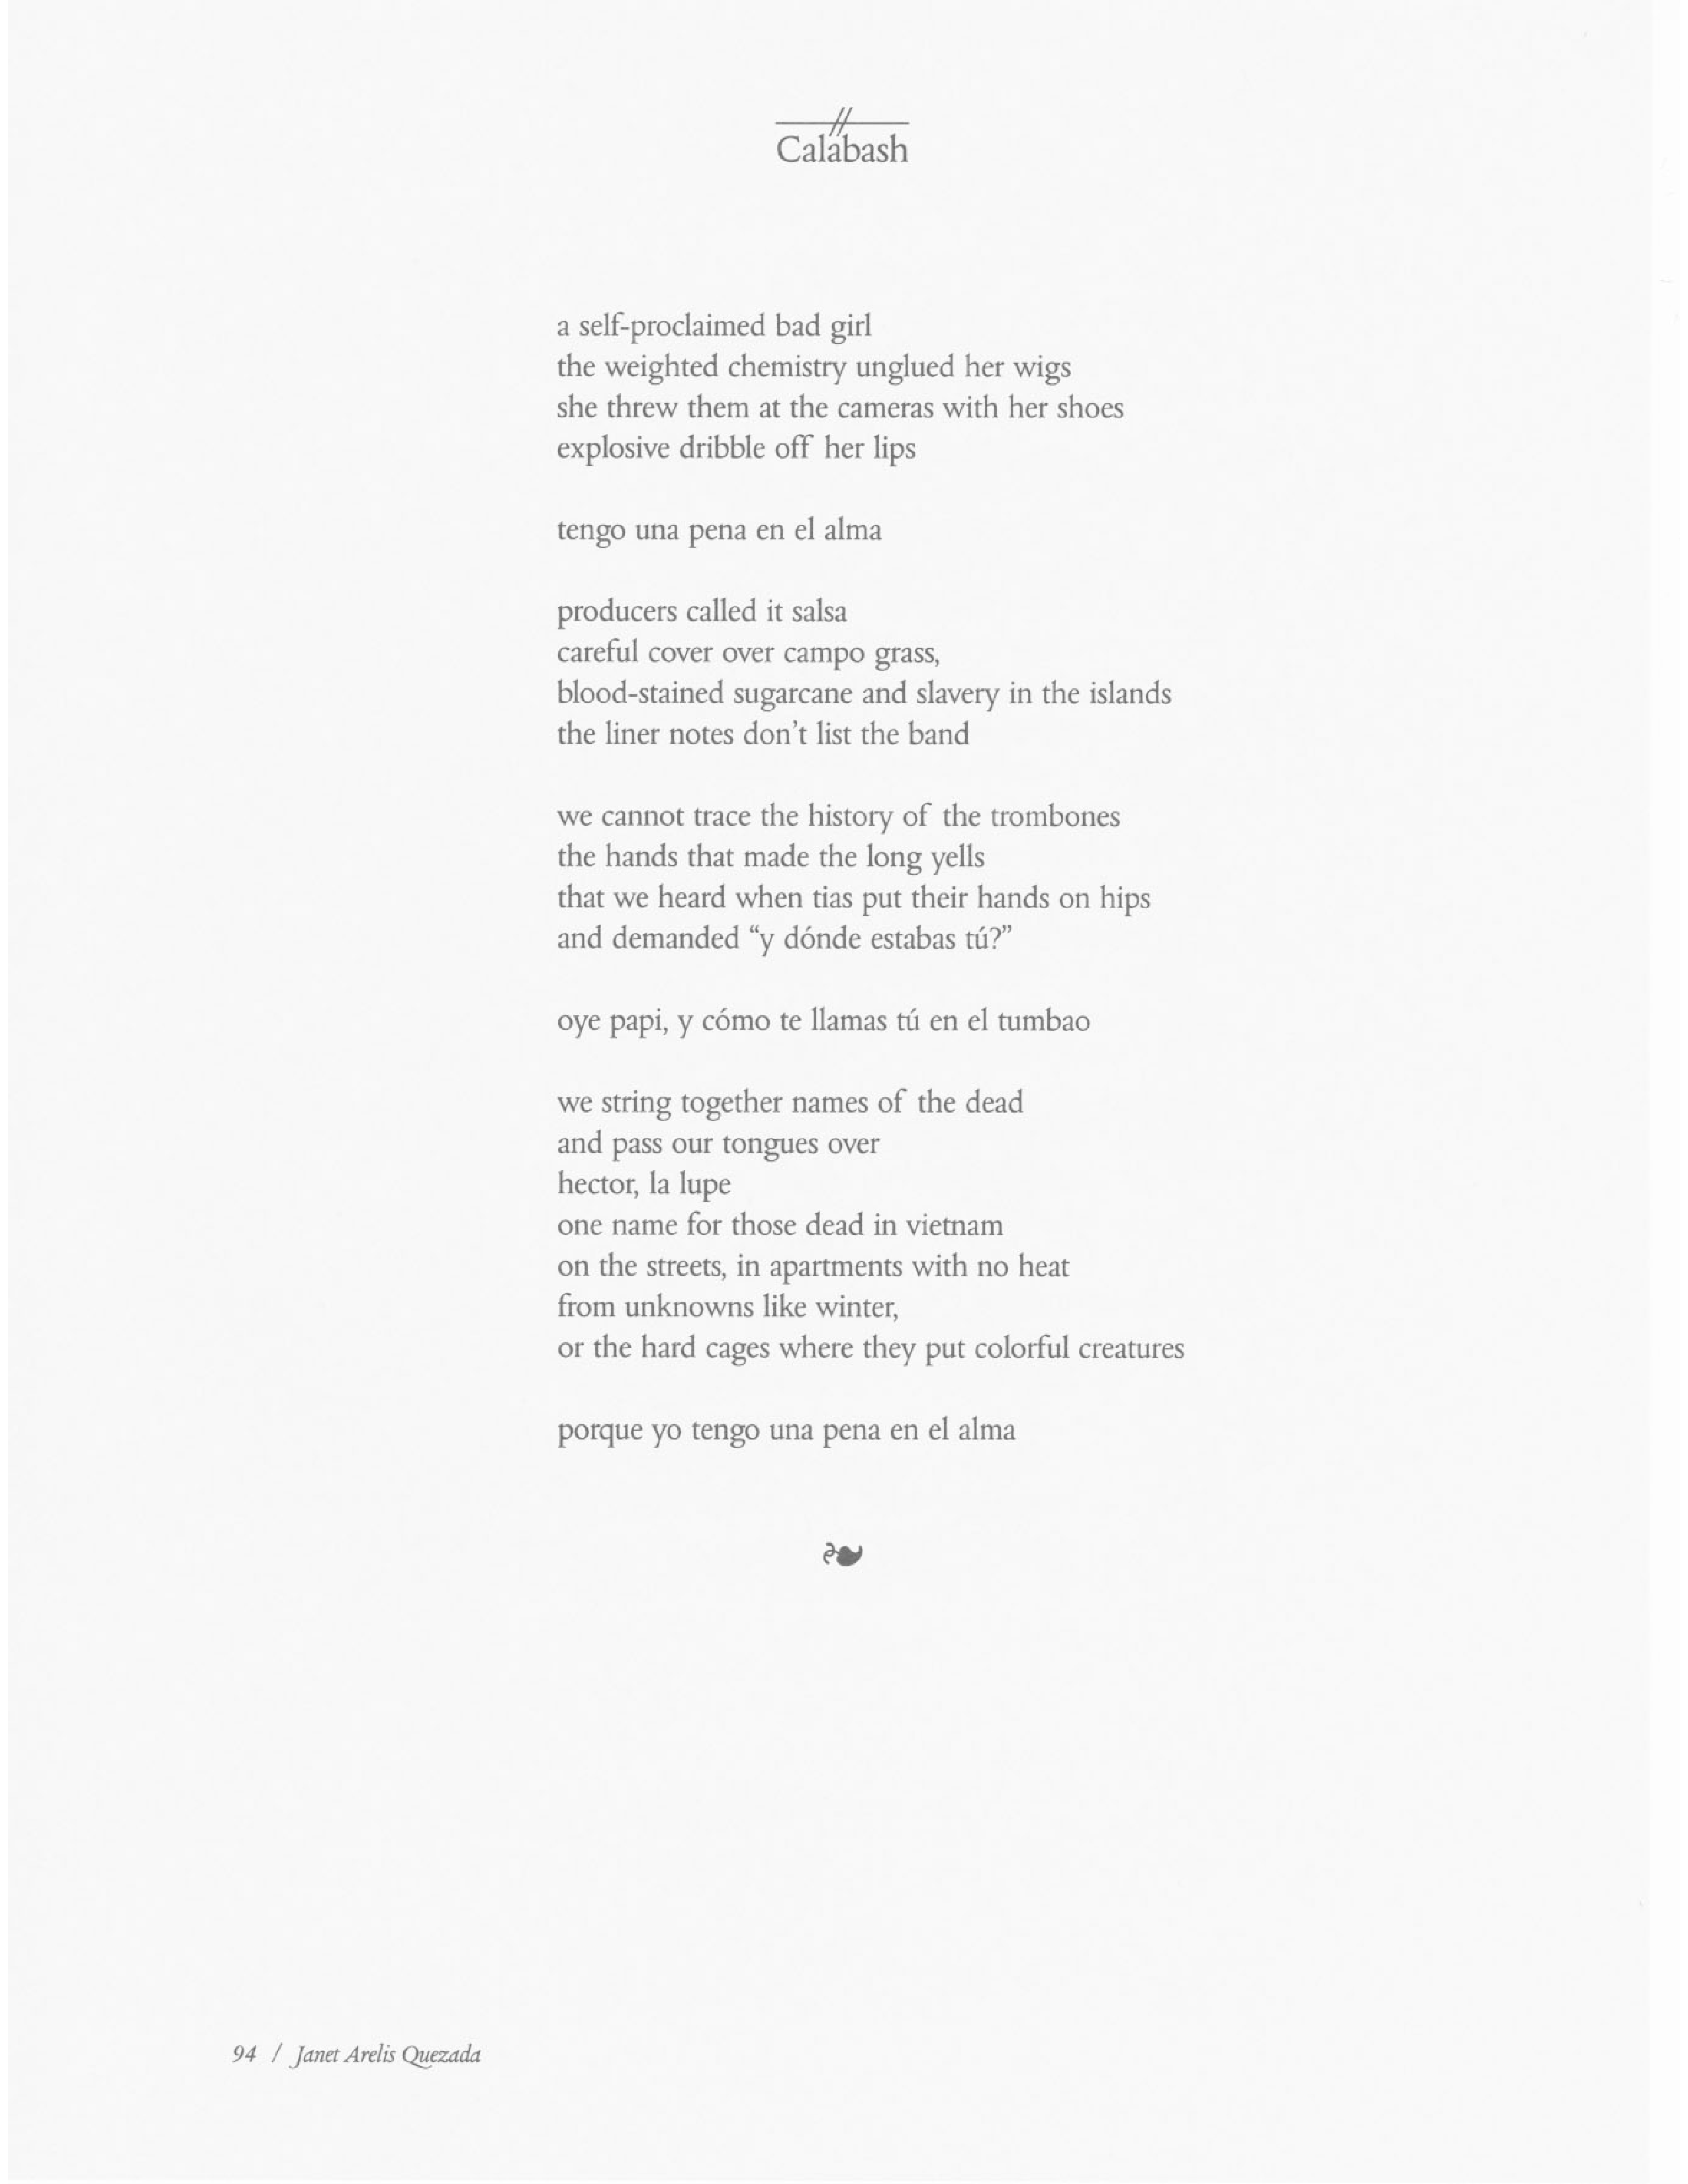 Calabash
a self-proclaimed bad girl
the weighted chemistry unglued her wigs
she threw them at the cameras with her shoes
explosive dribble off her lips
tengo una pena en el alma
producers called it salsa
careful cover over campo grass,
blood-stained sugarcane and slavery in the islands
the liner notes don't list the band
we cannot trace the history of the trombones
the hands that made the long yells
that we heard when tias put their hands on hips
and demanded “y dónde estabas tú?”
oye papi, y cómo te llamas tú en el tumbao
we string together names of the dead
and pass our tongues over
hector, la lupe
one name for those dead in vietnam
on the streets, in apartments with no heat
from unknowns like winter,
or the hard cages where they put colorful creatures
porque yo tengo una pena en el alma
94 / Janet Arelis Quezada